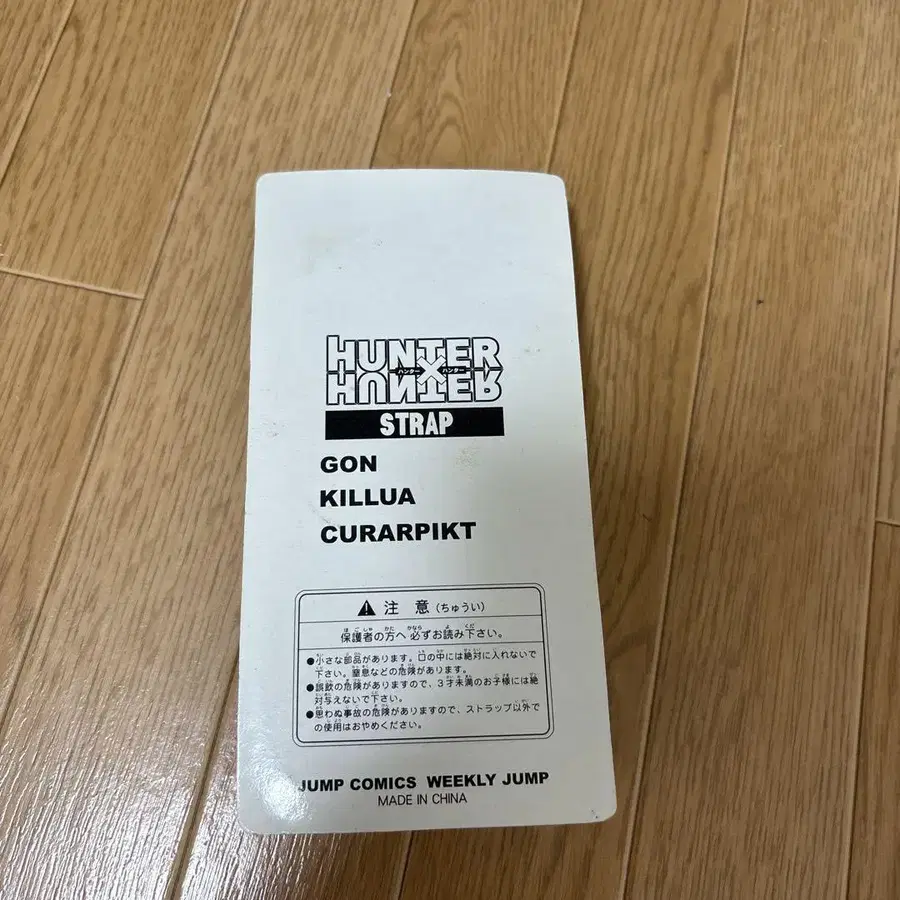 HUNTER
ハンター×ハンター
HUNTER
STRAP
GON
KILLUA
CURARPIKT
注 意 (ちゅうい)
保護者の方へ 必ずお読み下さい。
●小さな部品があります。口の中には絶対に入れないで
下さい。窒息などの危険があります。
●誤飲の危険がありますので、3才未満のお子様には絶
対与えないで下さい。
●思わぬ事故の危険がありますので、ストラップ以外で
の使用はおやめください。
JUMP COMICS WEEKLY JUMP
MADE IN CHINA